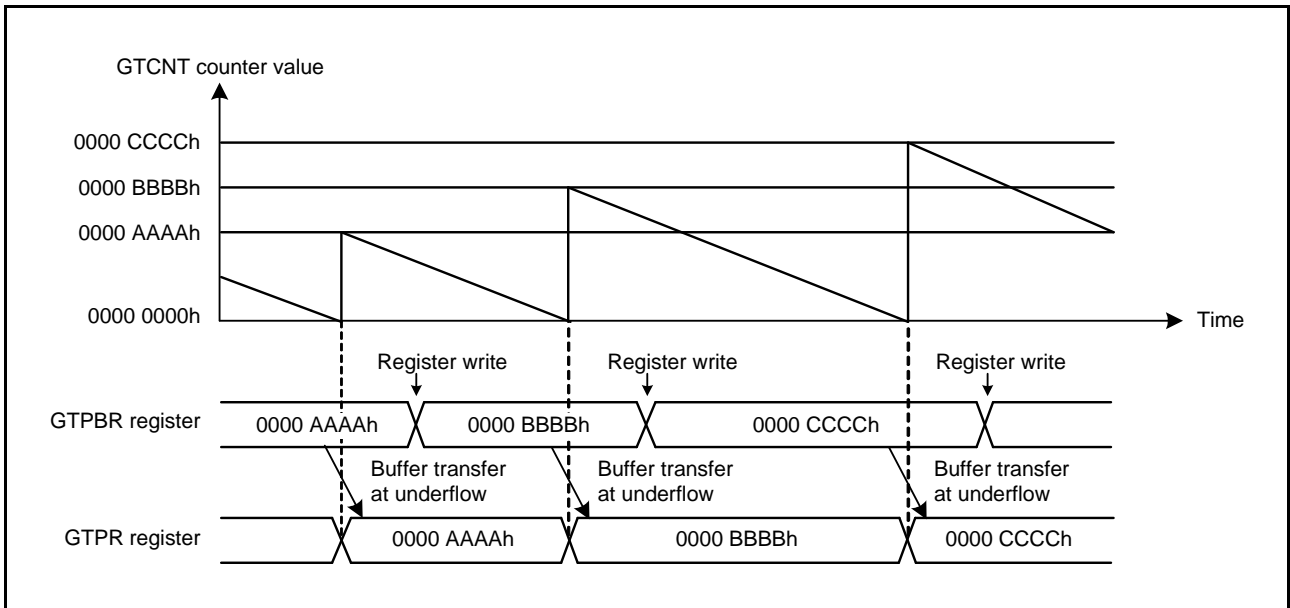 GTCNT counter value
0000 CCCCh
0000 BBBBh
0000 AAAAh
0000 0000h
Time
Register write
Register write
Register write
GTPBR register
0000 AAAAh
0000 BBBBh
0000 CCCCh
Buffer transfer
at underflow
Buffer transfer
at underflow
Buffer transfer
at underflow
GTPR register
0000 AAAAh
0000 BBBBh
0000 CCCCh